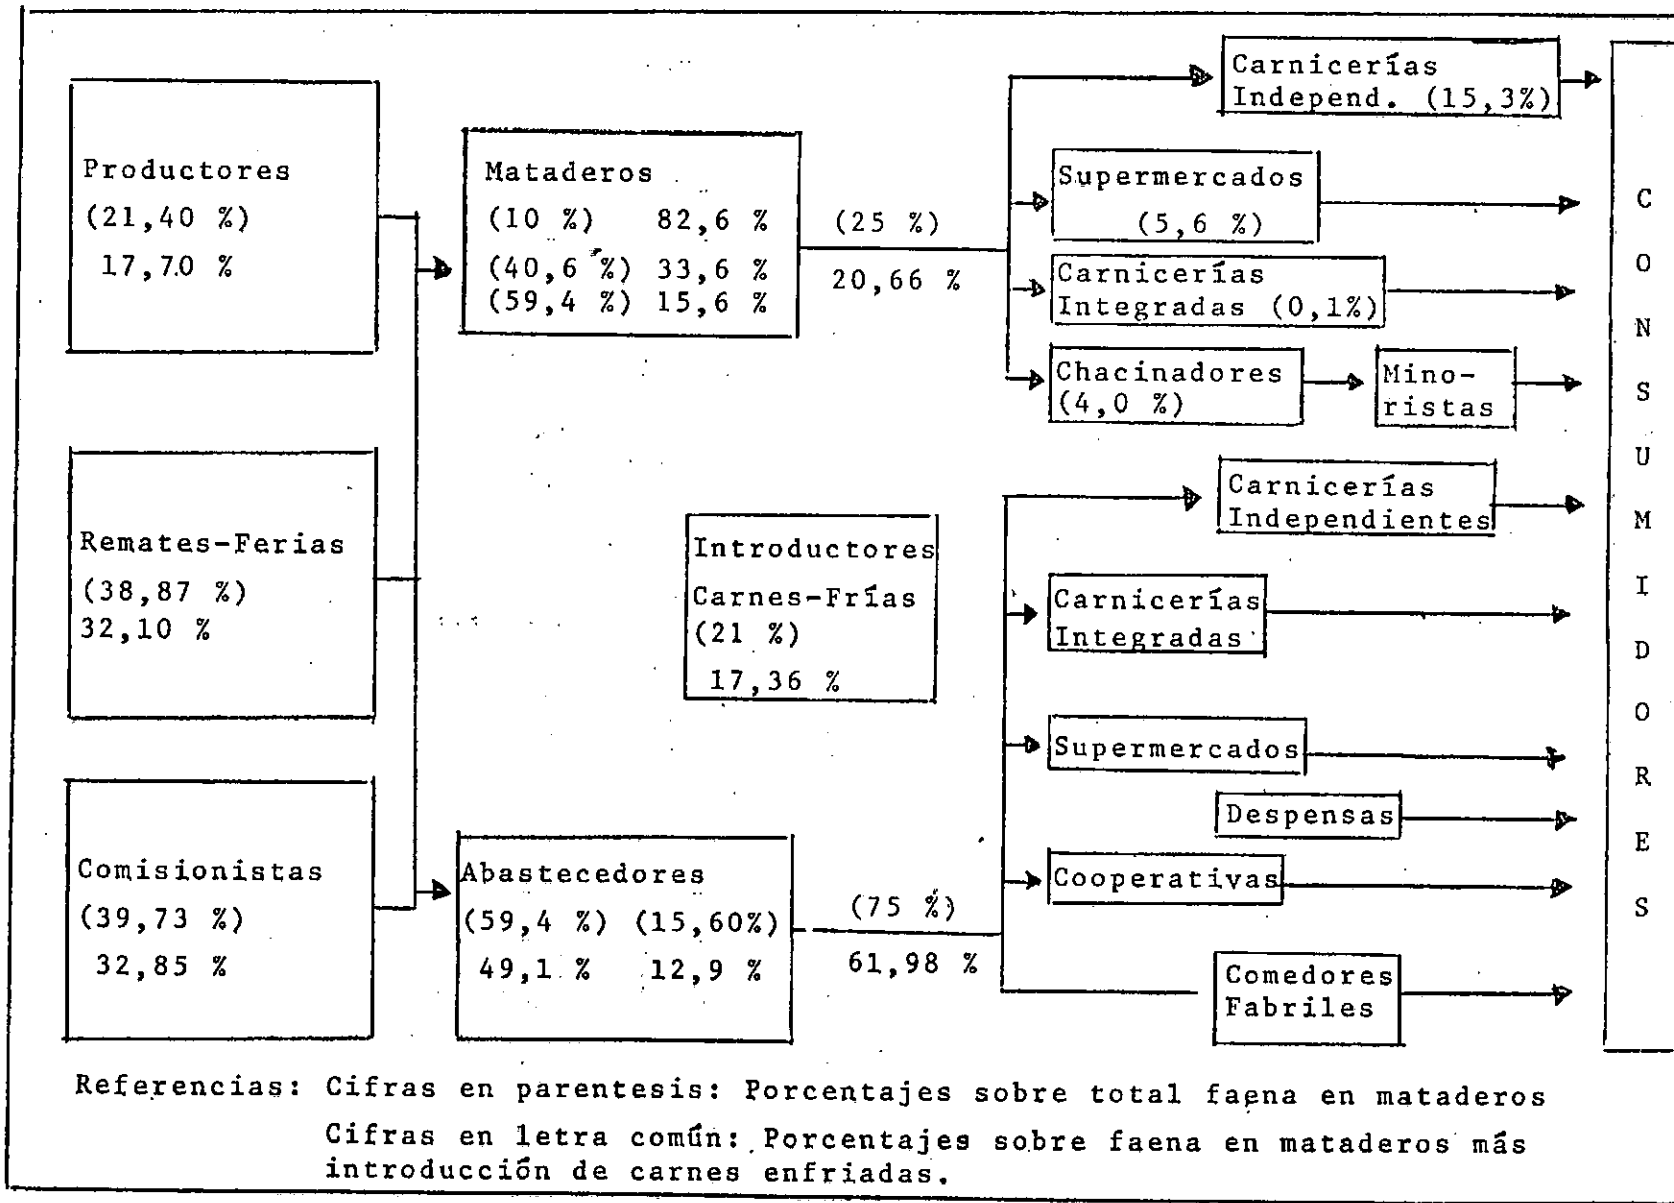 Productores
(21,40 %)
17,70 %
Remates-Ferias
(38,87 %)
32,10 %
Comisionistas
(39,73 %)
32,85 %
Mataderos
(10 %) 82,6 %
(40,6 %) 33,6 %
(59,4 %) 15,6 %
(25 %)
20,66 %
Introductores
Carnes-Frías
(21 %)
17,36 %
Abastecedores
(59,4 %) (15,60%)
49,1 % 12,9 %
(75 %)
61,98 %
Carnicerías
Independ. (15,3%)
Supermercados
(5,6 %)
Carnicerías
Integradas (0,1%)
Chacinadores
(4,0 %)
Mino-
ristas
Carnicerías
Independientes
Carnicerías
Integradas
Supermercados
Despensas
Cooperativas
Comedores
Fabriles
CONSUMIDORES
Referencias: Cifras en parentesis: Porcentajes sobre total faena en mataderos
Cifras en letra común: Porcentajes sobre faena en mataderos más
introducción de carnes enfriadas.